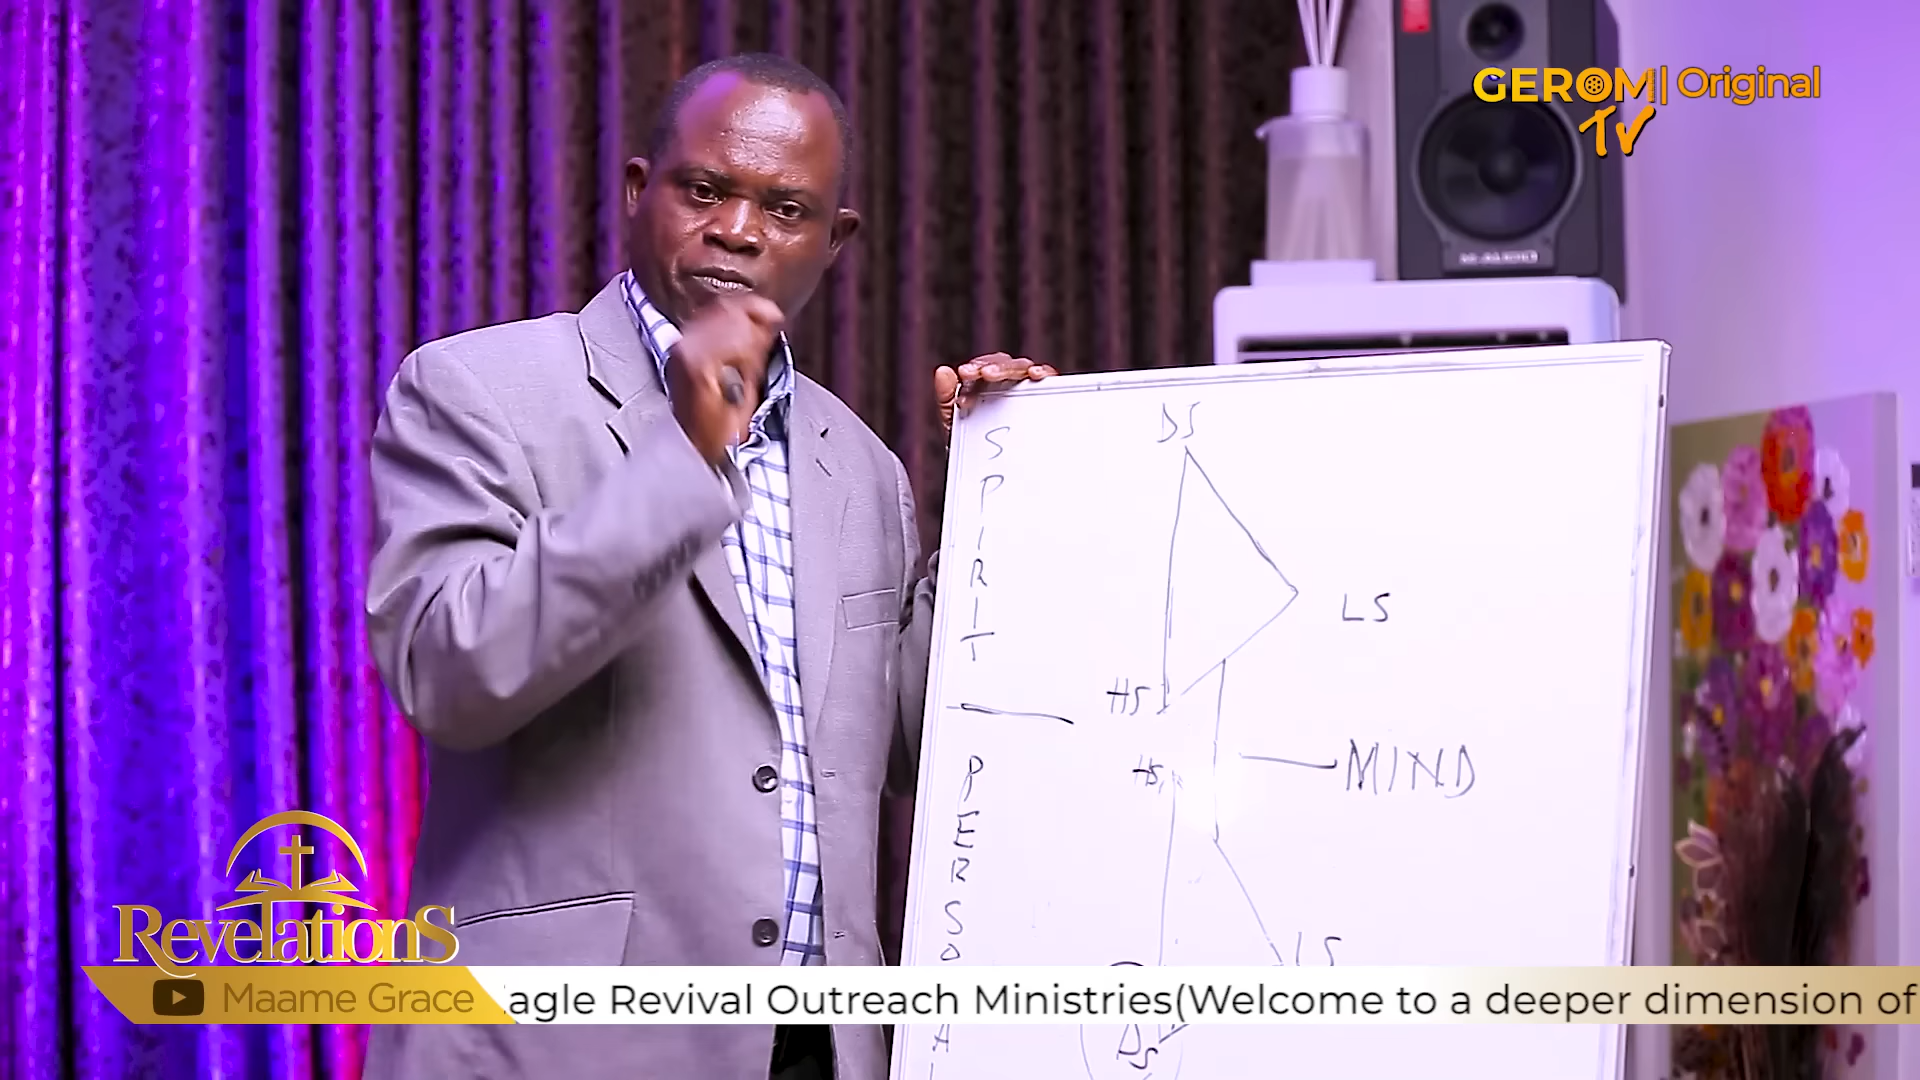 GEROM| Original
TV
M-AUDIO
SPIRIT
DS
LS
HS
PERSO
HS
MIND
LS
DS
RevelationS
Maame Grace
agle Revival Outreach Ministries(Welcome to a deeper dimension of